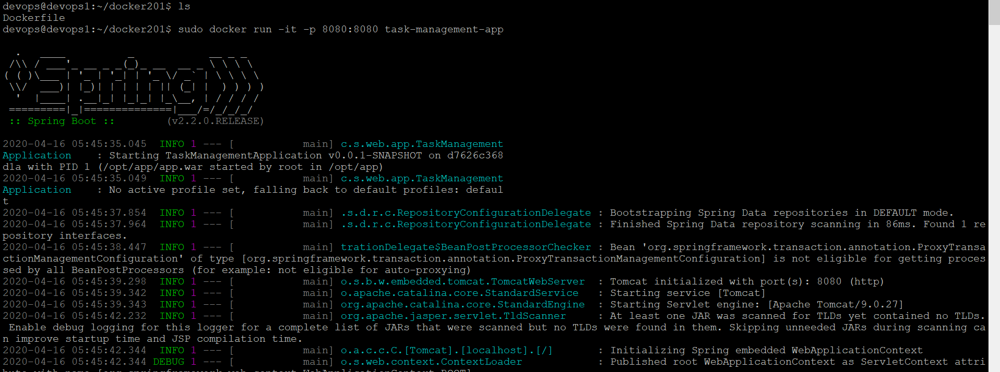 devops@devops1:~/docker201$ ls
Dockerfile
devops@devops1:~/docker201$ sudo docker run -it -p 8080:8080 task-management-app
  .   ____          _            __ _ _
 /\\ / ___'_ __ _ _(_)_ __  __ _ \ \ \ \
( ( )\___ | '_ | '_| | '_ \/ _` | \ \ \ \
 \\/  ___)| |_)| | | | | || (_| |  ) ) ) )
  '  |____| .__|_| |_|_| |_\__, | / / / /
 =========|_|==============|___/=/_/_/_/
 :: Spring Boot ::        (v2.2.0.RELEASE)
2020-04-16 05:45:35.045  INFO 1 --- [           main] c.s.web.app.TaskManagement
Application    : Starting TaskManagementApplication v0.0.1-SNAPSHOT on d7626c368
d1a with PID 1 (/opt/app/app.war started by root in /opt/app)
2020-04-16 05:45:35.049  INFO 1 --- [           main] c.s.web.app.TaskManagement
Application    : No active profile set, falling back to default profiles: defaul
t
2020-04-16 05:45:37.854  INFO 1 --- [           main] .s.d.r.c.RepositoryConfigurationDelegate : Bootstrapping Spring Data repositories in DEFAULT mode.
2020-04-16 05:45:37.964  INFO 1 --- [           main] .s.d.r.c.RepositoryConfigurationDelegate : Finished Spring Data repository scanning in 86ms. Found 1 re
pository interfaces.
2020-04-16 05:45:38.447  INFO 1 --- [           main] trationDelegate$BeanPostProcessorChecker : Bean 'org.springframework.transaction.annotation.ProxyTransa
ctionManagementConfiguration' of type [org.springframework.transaction.annotation.ProxyTransactionManagementConfiguration] is not eligible for getting proces
sed by all BeanPostProcessors (for example: not eligible for auto-proxying)
2020-04-16 05:45:39.298  INFO 1 --- [           main] o.s.b.w.embedded.tomcat.TomcatWebServer  : Tomcat initialized with port(s): 8080 (http)
2020-04-16 05:45:39.342  INFO 1 --- [           main] o.apache.catalina.core.StandardService   : Starting service [Tomcat]
2020-04-16 05:45:39.343  INFO 1 --- [           main] org.apache.catalina.core.StandardEngine  : Starting Servlet engine: [Apache Tomcat/9.0.27]
2020-04-16 05:45:42.232  INFO 1 --- [           main] org.apache.jasper.servlet.TldScanner     : At least one JAR was scanned for TLDs yet contained no TLDs.
 Enable debug logging for this logger for a complete list of JARs that were scanned but no TLDs were found in them. Skipping unneeded JARs during scanning ca
n improve startup time and JSP compilation time.
2020-04-16 05:45:42.344  INFO 1 --- [           main] o.a.c.c.C.[Tomcat].[localhost].[/]       : Initializing Spring embedded WebApplicationContext
2020-04-16 05:45:42.344 DEBUG 1 --- [           main] o.s.web.context.ContextLoader            : Published root WebApplicationContext as ServletContext attri
bute with name [org.springframework.web.context.WebApplicationContext.ROOT]